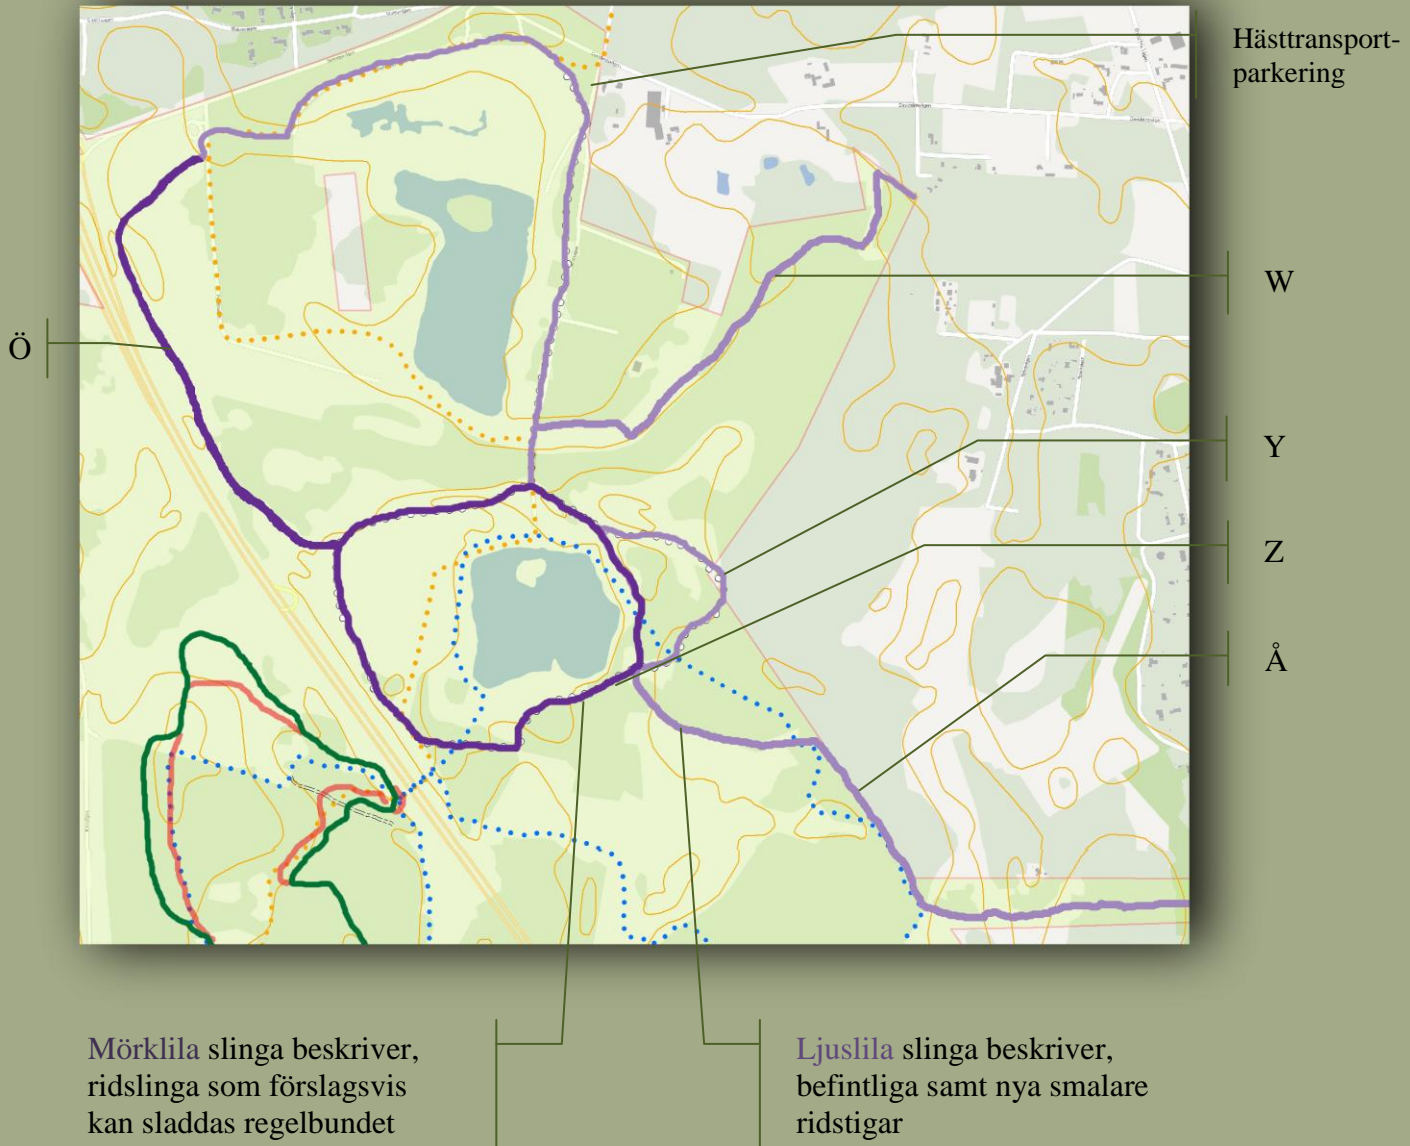 Hästtransport-
parkering
W
Ö
Y
Z
Å
Mörklila slinga beskriver,
ridslinga som förslagsvis
kan sladdas regelbundet
Ljuslila slinga beskriver,
befintliga samt nya smalare
ridstigar